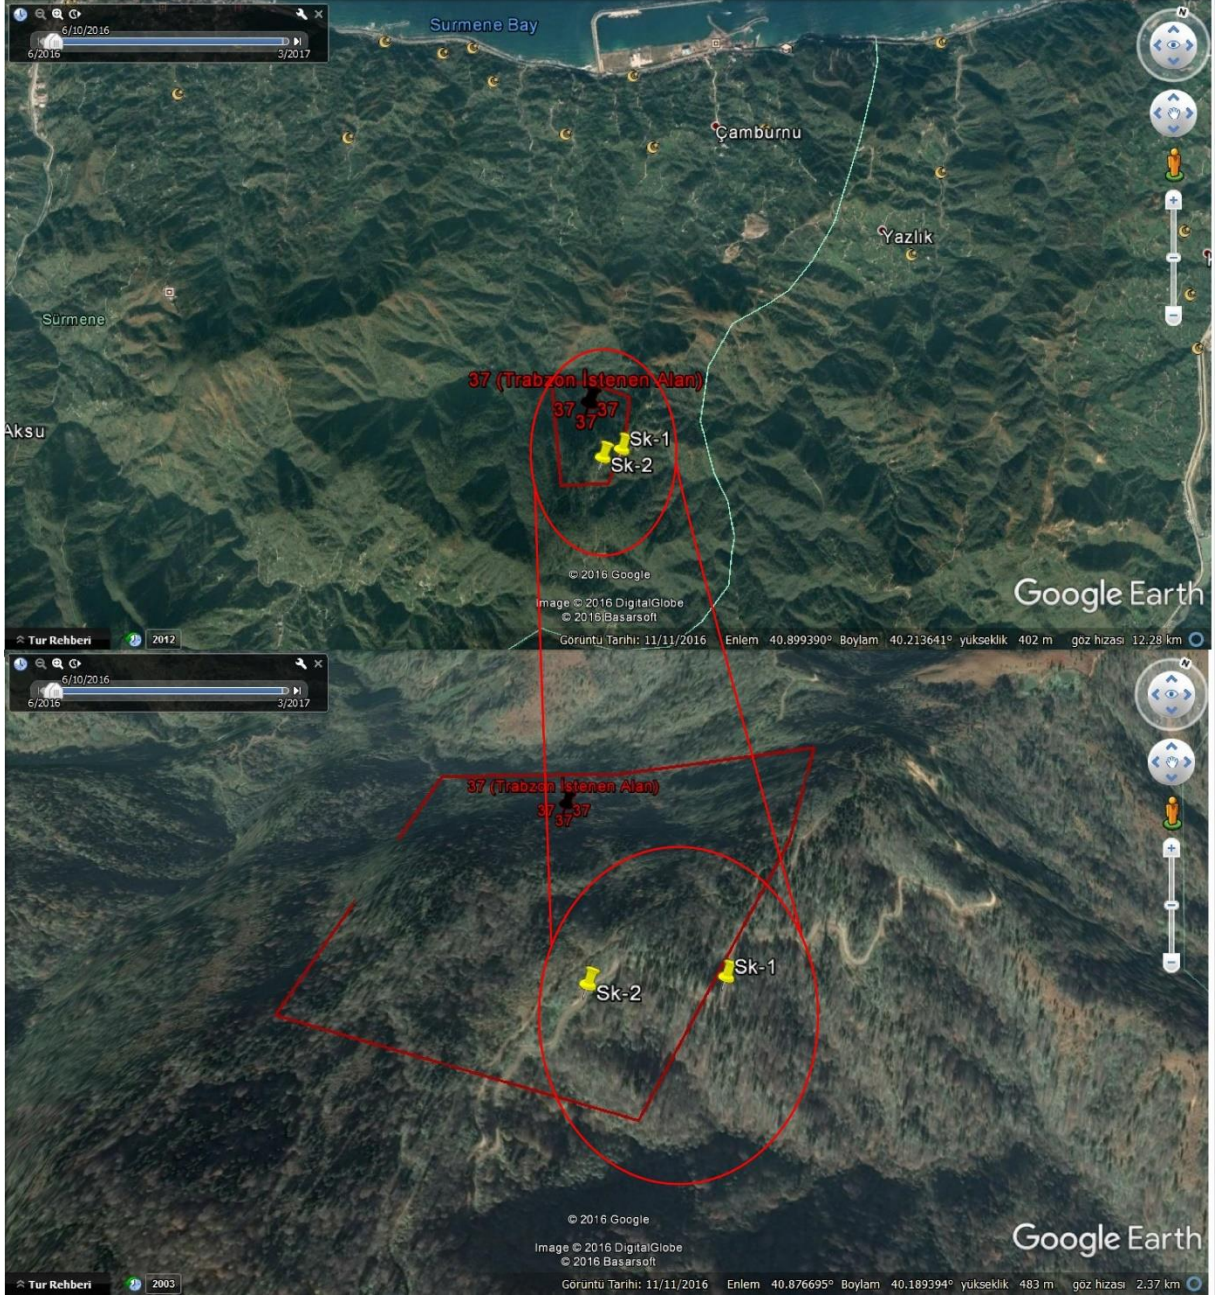 6/10/2016
6/2016
3/2017
Surmene Bay
N
Çamburnu
Yazlık
Sürmene
Aksu
37 (Trabzon İstenen Alan)
37 37
37
Sk-1
Sk-2
© 2016 Google
Image © 2016 DigitalGlobe
© 2016 Basarsoft
Google Earth
Tur Rehberi
2012
Görüntü Tarihi: 11/11/2016 Enlem 40.899390° Boylam 40.213641° yükseklik 402 m göz hizası 12.28 km
6/10/2016
6/2016
3/2017
N
37 (Trabzon İstenen Alan)
37 37
37
Sk-1
Sk-2
© 2016 Google
Image © 2016 DigitalGlobe
© 2016 Basarsoft
Google Earth
Tur Rehberi
2003
Görüntü Tarihi: 11/11/2016 Enlem 40.876695° Boylam 40.189394° yükseklik 483 m göz hizası 2.37 km